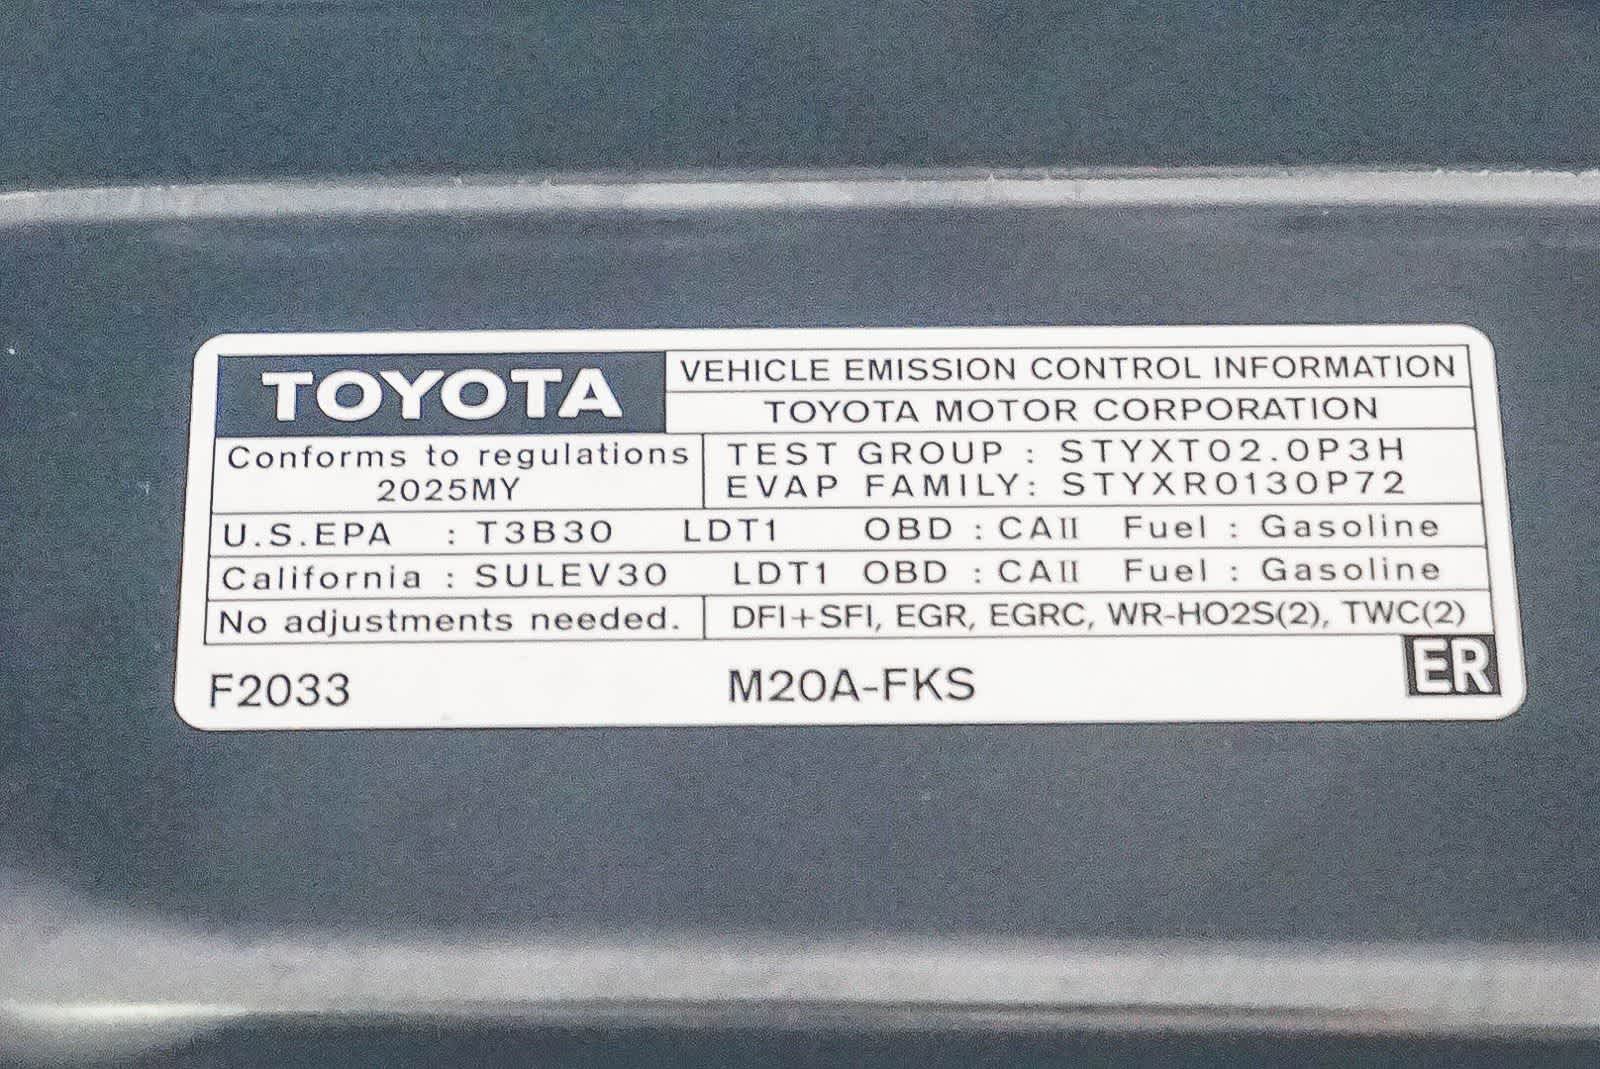 TOYOTA
VEHICLE EMISSION CONTROL INFORMATION
TOYOTA MOTOR CORPORATION
Conforms to regulations
2025MY
TEST GROUP : STYXT02.0P3H
EVAP FAMILY: STYXR0130P72
U.S.EPA : T3B30 LDT1 OBD : CAII Fuel : Gasoline
California : SULEV30 LDT1 OBD : CAII Fuel : Gasoline
No adjustments needed.
DFI+SFI, EGR, EGRC, WR-HO2S(2), TWC(2)
F2033
M20A-FKS
ER